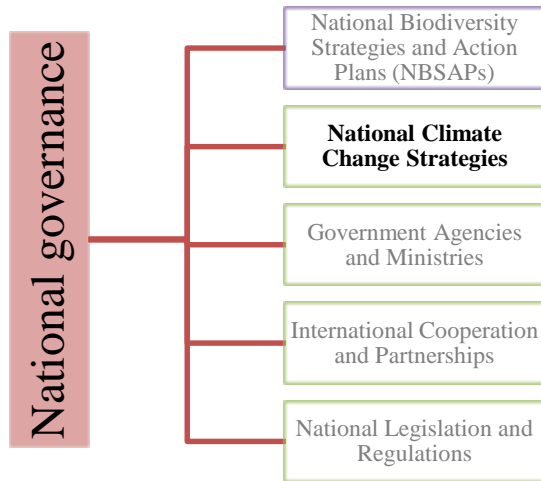 National governance
National Biodiversity
Strategies and Action
Plans (NBSAPs)
National Climate
Change Strategies
Government Agencies
and Ministries
International Cooperation
and Partnerships
National Legislation and
Regulations